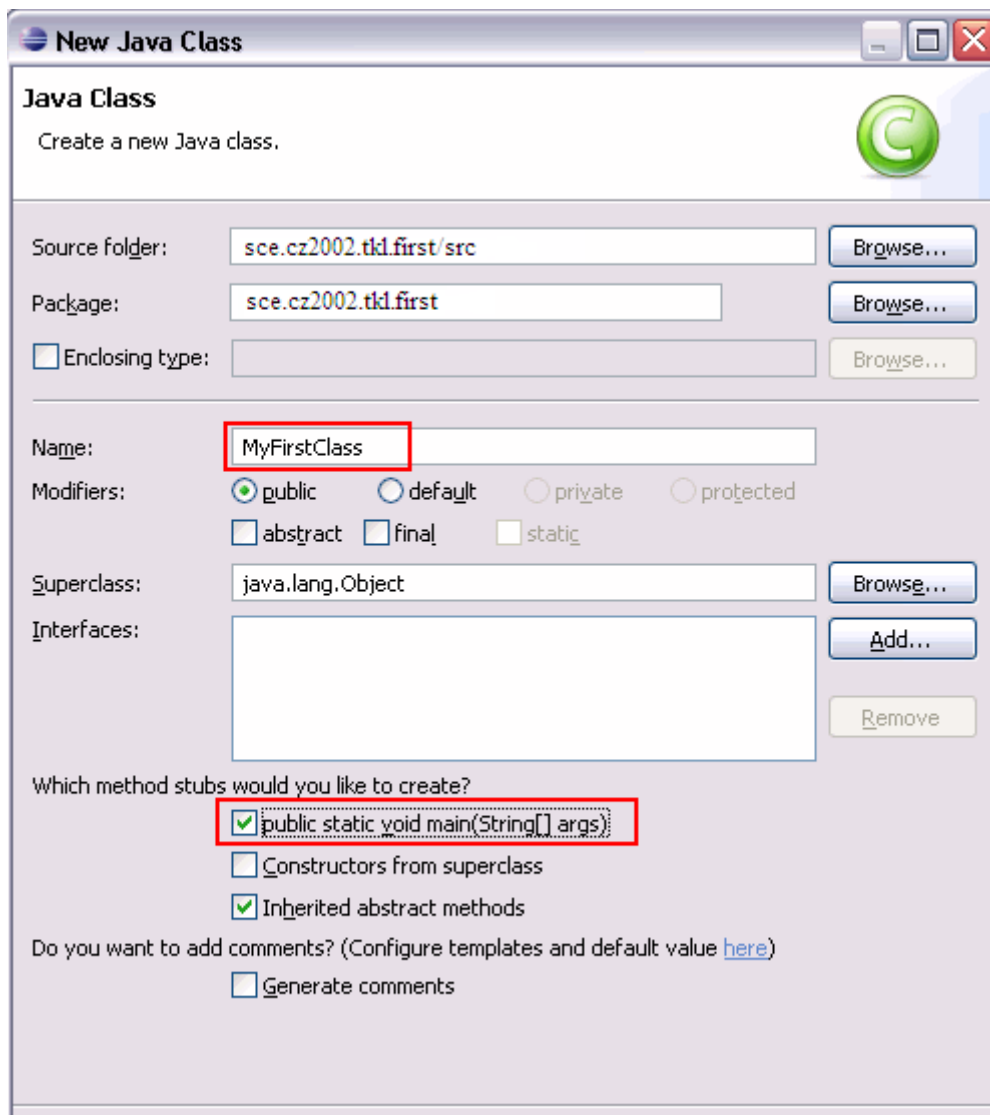 New Java Class
Java Class
Create a new Java class.
C
Source folder: sce.cz2002.tkl.first/src Browse...
Package: sce.cz2002.tkl.first Browse...
Enclosing type: Browse...
Name: MyFirstClass
Modifiers: public default private protected
abstract final static
Superclass: java.lang.Object Browse...
Interfaces: Add...
Remove
Which method stubs would you like to create?
public static void main(String[] args)
Constructors from superclass
Inherited abstract methods
Do you want to add comments? (Configure templates and default value here)
Generate comments